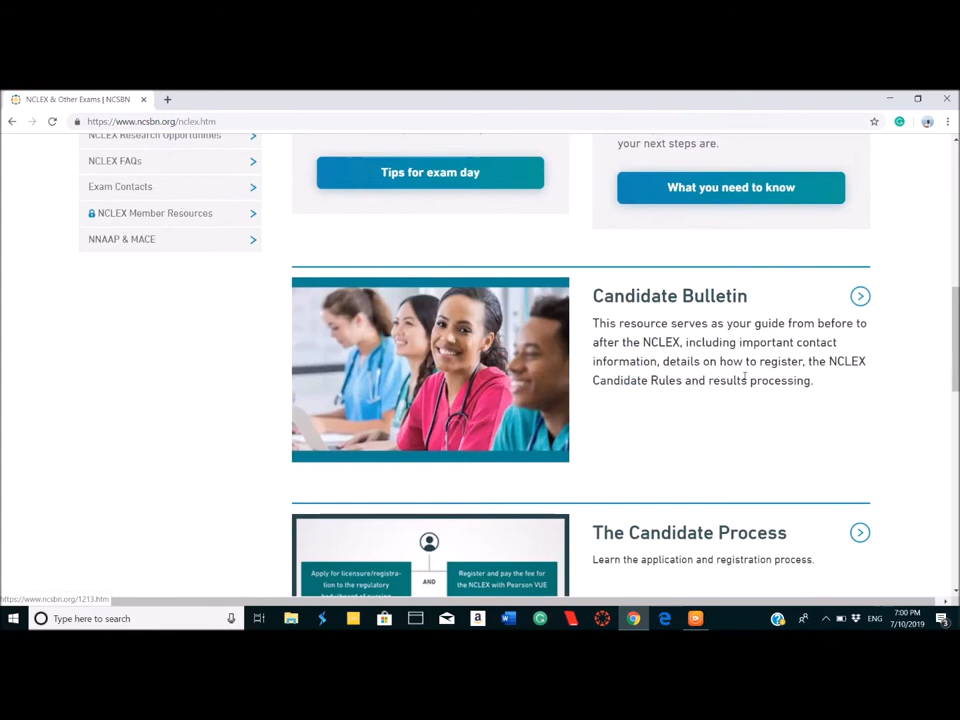 NCLEX & Other Exams | NCSBN
https://www.ncsbn.org/nclex.htm
NCLEX Research Opportunities
NCLEX FAQs
Exam Contacts
NCLEX Member Resources
NNAAP & MACE
Tips for exam day
your next steps are.
What you need to know
Candidate Bulletin
This resource serves as your guide from before to
after the NCLEX, including important contact
information, details on how to register, the NCLEX
Candidate Rules and results processing.
The Candidate Process
Learn the application and registration process.
Apply for licensure/registra-
tion to the regulatory
AND
Register and pay the fee for
the NCLEX with Pearson VUE
https://www.ncsbn.org/1213.htm
Type here to search
ENG
7:00 PM
7/10/2019